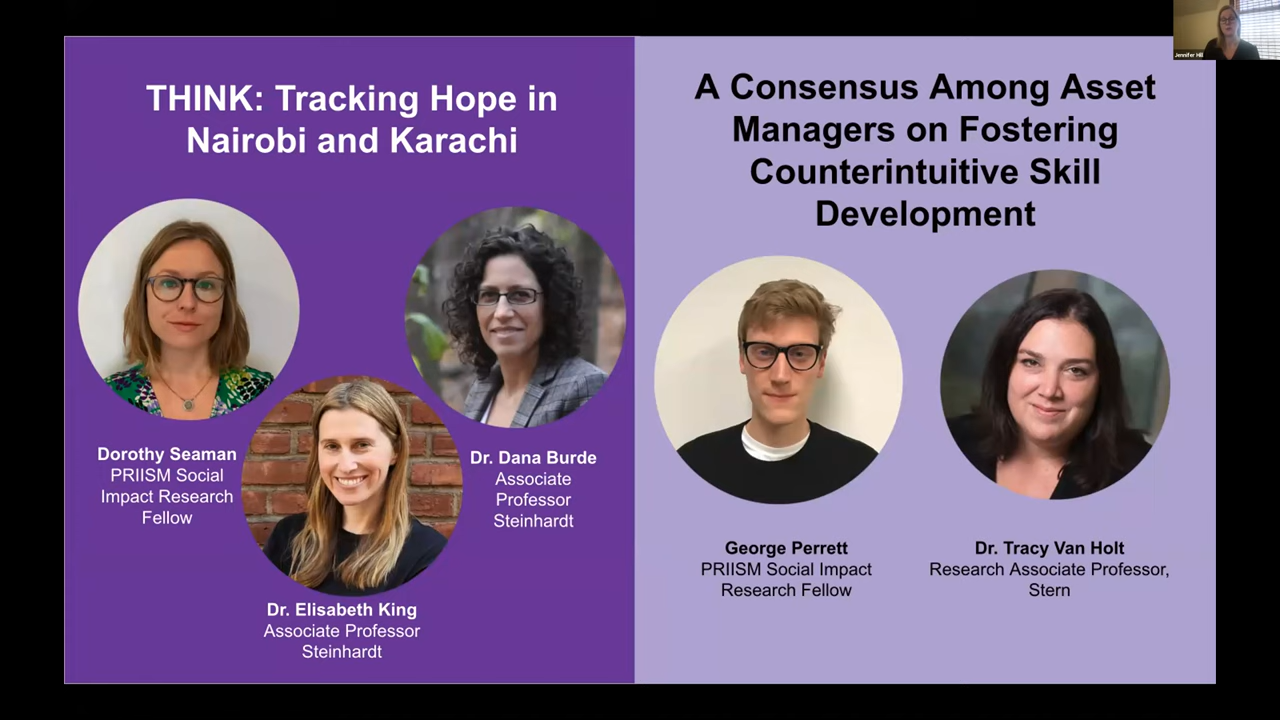 THINK: Tracking Hope in
Nairobi and Karachi
Dorothy Seaman
PRIISM Social
Impact Research
Fellow
Dr. Elisabeth King
Associate Professor
Steinhardt
Dr. Dana Burde
Associate
Professor
Steinhardt
A Consensus Among Asset
Managers on Fostering
Counterintuitive Skill
Development
George Perrett
PRIISM Social Impact
Research Fellow
Dr. Tracy Van Holt
Research Associate Professor,
Stern
Jennifer Hill